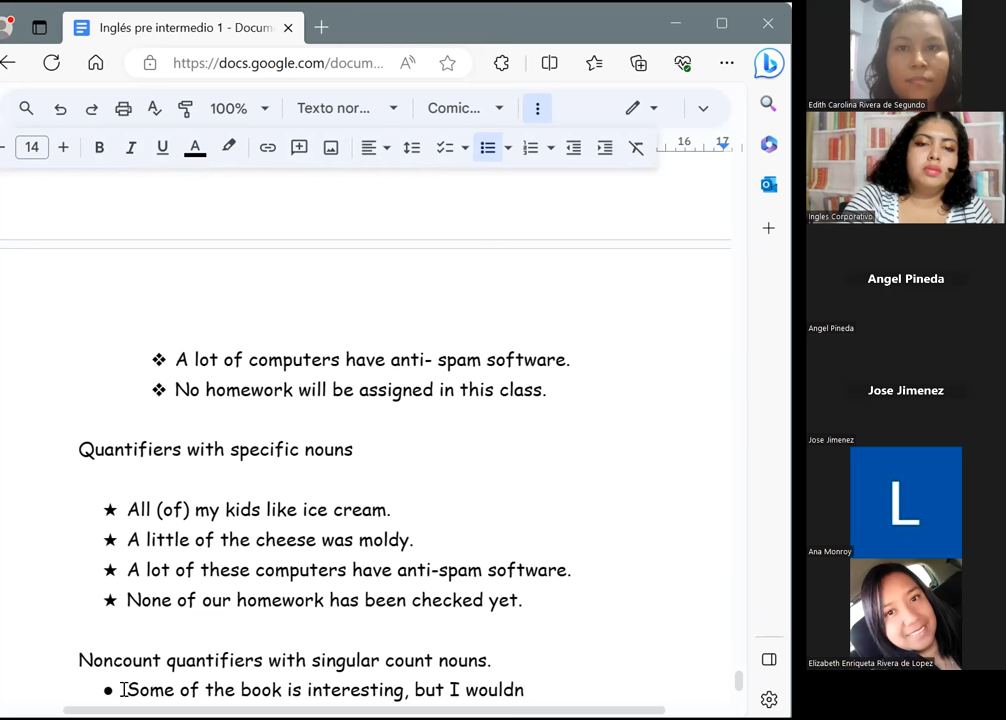 Inglés pre intermedio 1 - Docum
https://docs.google.com/docum...
100%
Texto nor...
Comic...
14
16
17
A lot of computers have anti- spam software.
No homework will be assigned in this class.
Quantifiers with specific nouns
All (of) my kids like ice cream.
A little of the cheese was moldy.
A lot of these computers have anti-spam software.
None of our homework has been checked yet.
Noncount quantifiers with singular count nouns.
Some of the book is interesting, but I wouldn
Edith Carolina Rivera de Segundo
Ingles Corporativo
Angel Pineda
Angel Pineda
Jose Jimenez
Jose Jimenez
L
Ana Monroy
Elizabeth Enriqueta Rivera de Lopez